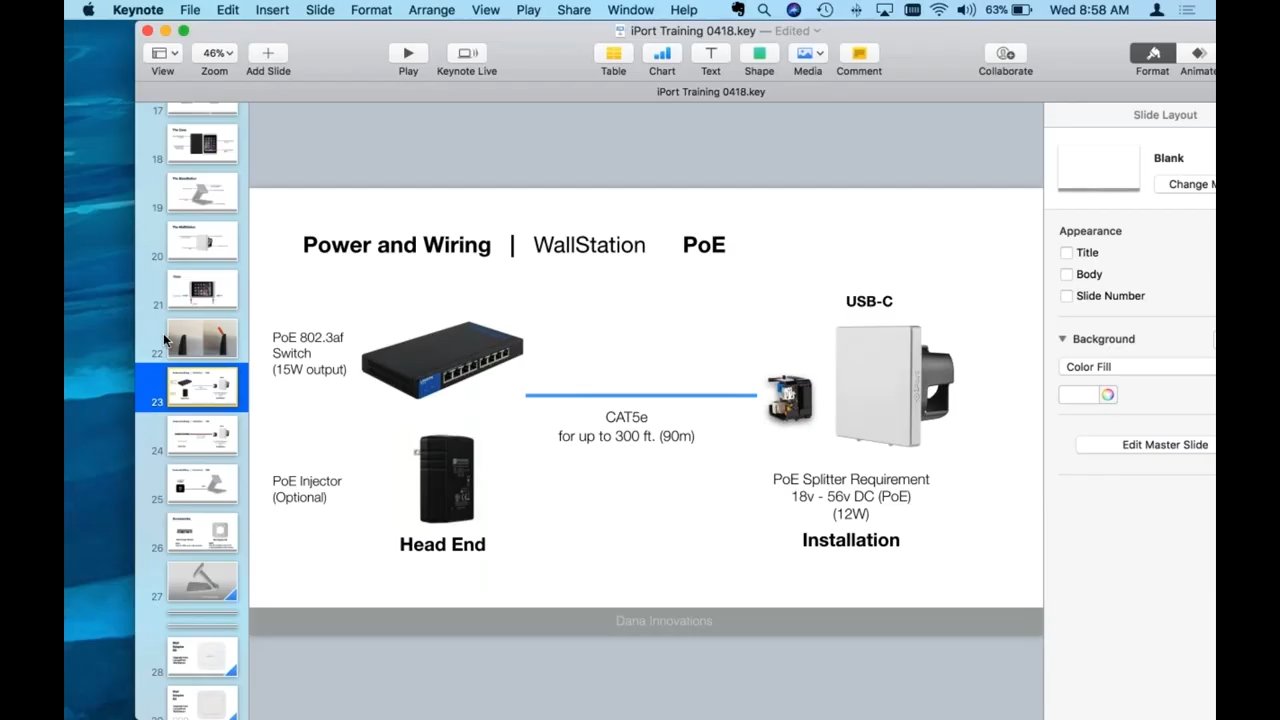 Keynote File Edit Insert Slide Format Arrange View Play Share Window Help 63% Wed 8:58 AM
iPort Training 0418.key — Edited
46%
View Zoom Add Slide Play Keynote Live Table Chart Text Shape Media Comment Collaborate Format Animate
iPort Training 0418.key
17
18
19
20
21
22
23
24
25
26
27
28
Power and Wiring | WallStation PoE
PoE 802.3af
Switch
(15W output)
CAT5e
for up to 300 ft. (90m)
USB-C
PoE Injector
(Optional)
Head End
PoE Splitter Requirement
18v - 56v DC (PoE)
(12W)
Installation
Dana Innovations
Slide Layout
Blank
Change M
Appearance
Title
Body
Slide Number
Background
Color Fill
Edit Master Slide